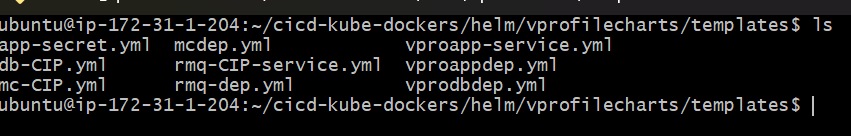 ubuntu@ip-172-31-1-204:~/cicd-kube-dockers/helm/vprofilecharts/templates$ ls
app-secret.yml  mcdep.yml            vproapp-service.yml
db-CIP.yml      rmq-CIP-service.yml  vproappdep.yml
mc-CIP.yml      rmq-dep.yml          vprodbdep.yml
ubuntu@ip-172-31-1-204:~/cicd-kube-dockers/helm/vprofilecharts/templates$